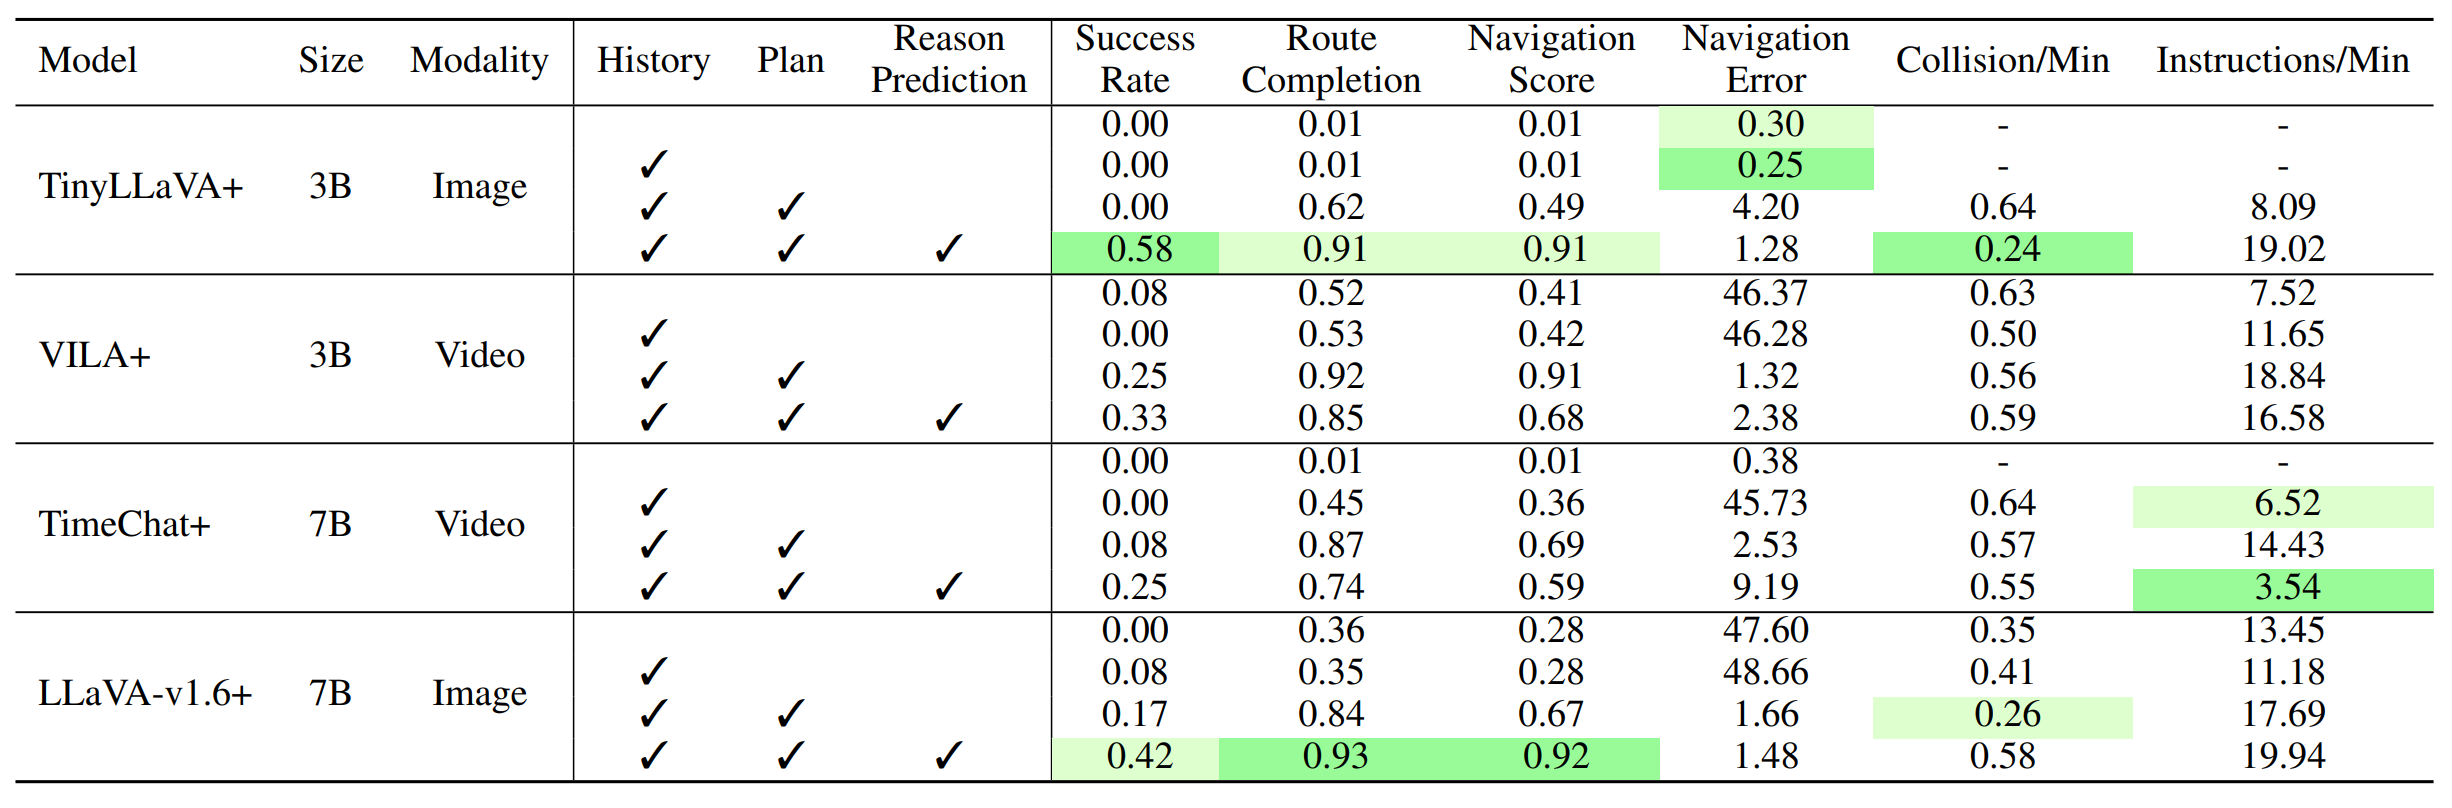 Model Size Modality History Plan Reason Prediction Success Rate Route Completion Navigation Score Navigation Error Collision/Min Instructions/Min
TinyLLaVA+ 3B Image
0.00 0.01 0.01 0.30 - -
✓ 0.00 0.01 0.01 0.25 - -
✓ ✓ 0.00 0.62 0.49 4.20 0.64 8.09
✓ ✓ ✓ 0.58 0.91 0.91 1.28 0.24 19.02
VILA+ 3B Video
0.08 0.52 0.41 46.37 0.63 7.52
✓ 0.00 0.53 0.42 46.28 0.50 11.65
✓ ✓ 0.25 0.92 0.91 1.32 0.56 18.84
✓ ✓ ✓ 0.33 0.85 0.68 2.38 0.59 16.58
TimeChat+ 7B Video
0.00 0.01 0.01 0.38 - -
✓ 0.00 0.45 0.36 45.73 0.64 6.52
✓ ✓ 0.08 0.87 0.69 2.53 0.57 14.43
✓ ✓ ✓ 0.25 0.74 0.59 9.19 0.55 3.54
LLaVA-v1.6+ 7B Image
0.00 0.36 0.28 47.60 0.35 13.45
✓ 0.08 0.35 0.28 48.66 0.41 11.18
✓ ✓ 0.17 0.84 0.67 1.66 0.26 17.69
✓ ✓ ✓ 0.42 0.93 0.92 1.48 0.58 19.94